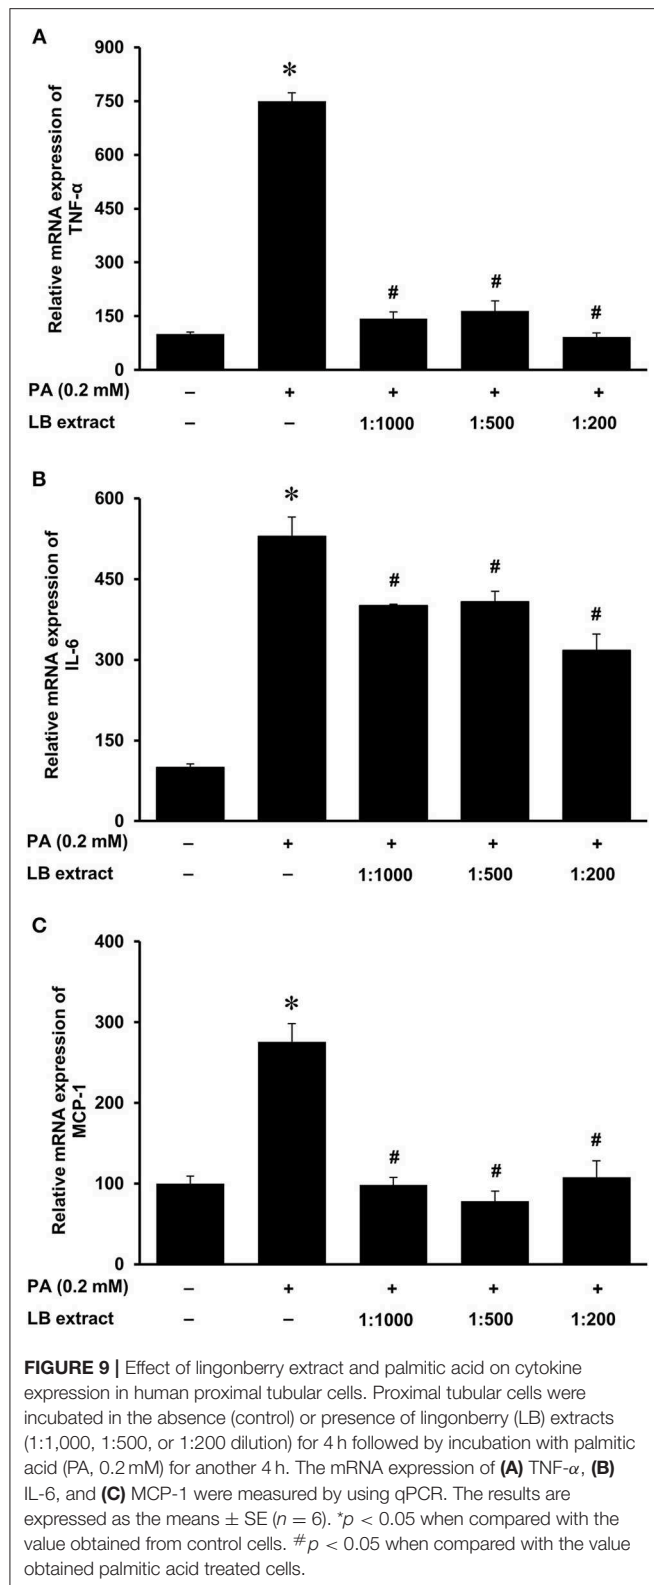 A
Relative mRNA expression of
TNF-α
900
750
600
450
300
150
0
*
#
#
#
PA (0.2 mM) – + + + +
LB extract – – 1:1000 1:500 1:200
B
Relative mRNA expression of
IL-6
600
450
300
150
0
*
#
#
#
PA (0.2 mM) – + + + +
LB extract – – 1:1000 1:500 1:200
C
Relative mRNA expression of
MCP-1
400
300
200
100
0
*
#
#
#
PA (0.2 mM) – + + + +
LB extract – – 1:1000 1:500 1:200
FIGURE 9 | Effect of lingonberry extract and palmitic acid on cytokine
expression in human proximal tubular cells. Proximal tubular cells were
incubated in the absence (control) or presence of lingonberry (LB) extracts
(1:1,000, 1:500, or 1:200 dilution) for 4 h followed by incubation with palmitic
acid (PA, 0.2 mM) for another 4 h. The mRNA expression of (A) TNF-α, (B)
IL-6, and (C) MCP-1 were measured by using qPCR. The results are
expressed as the means ± SE (n = 6). *p < 0.05 when compared with the
value obtained from control cells. #p < 0.05 when compared with the value
obtained palmitic acid treated cells.